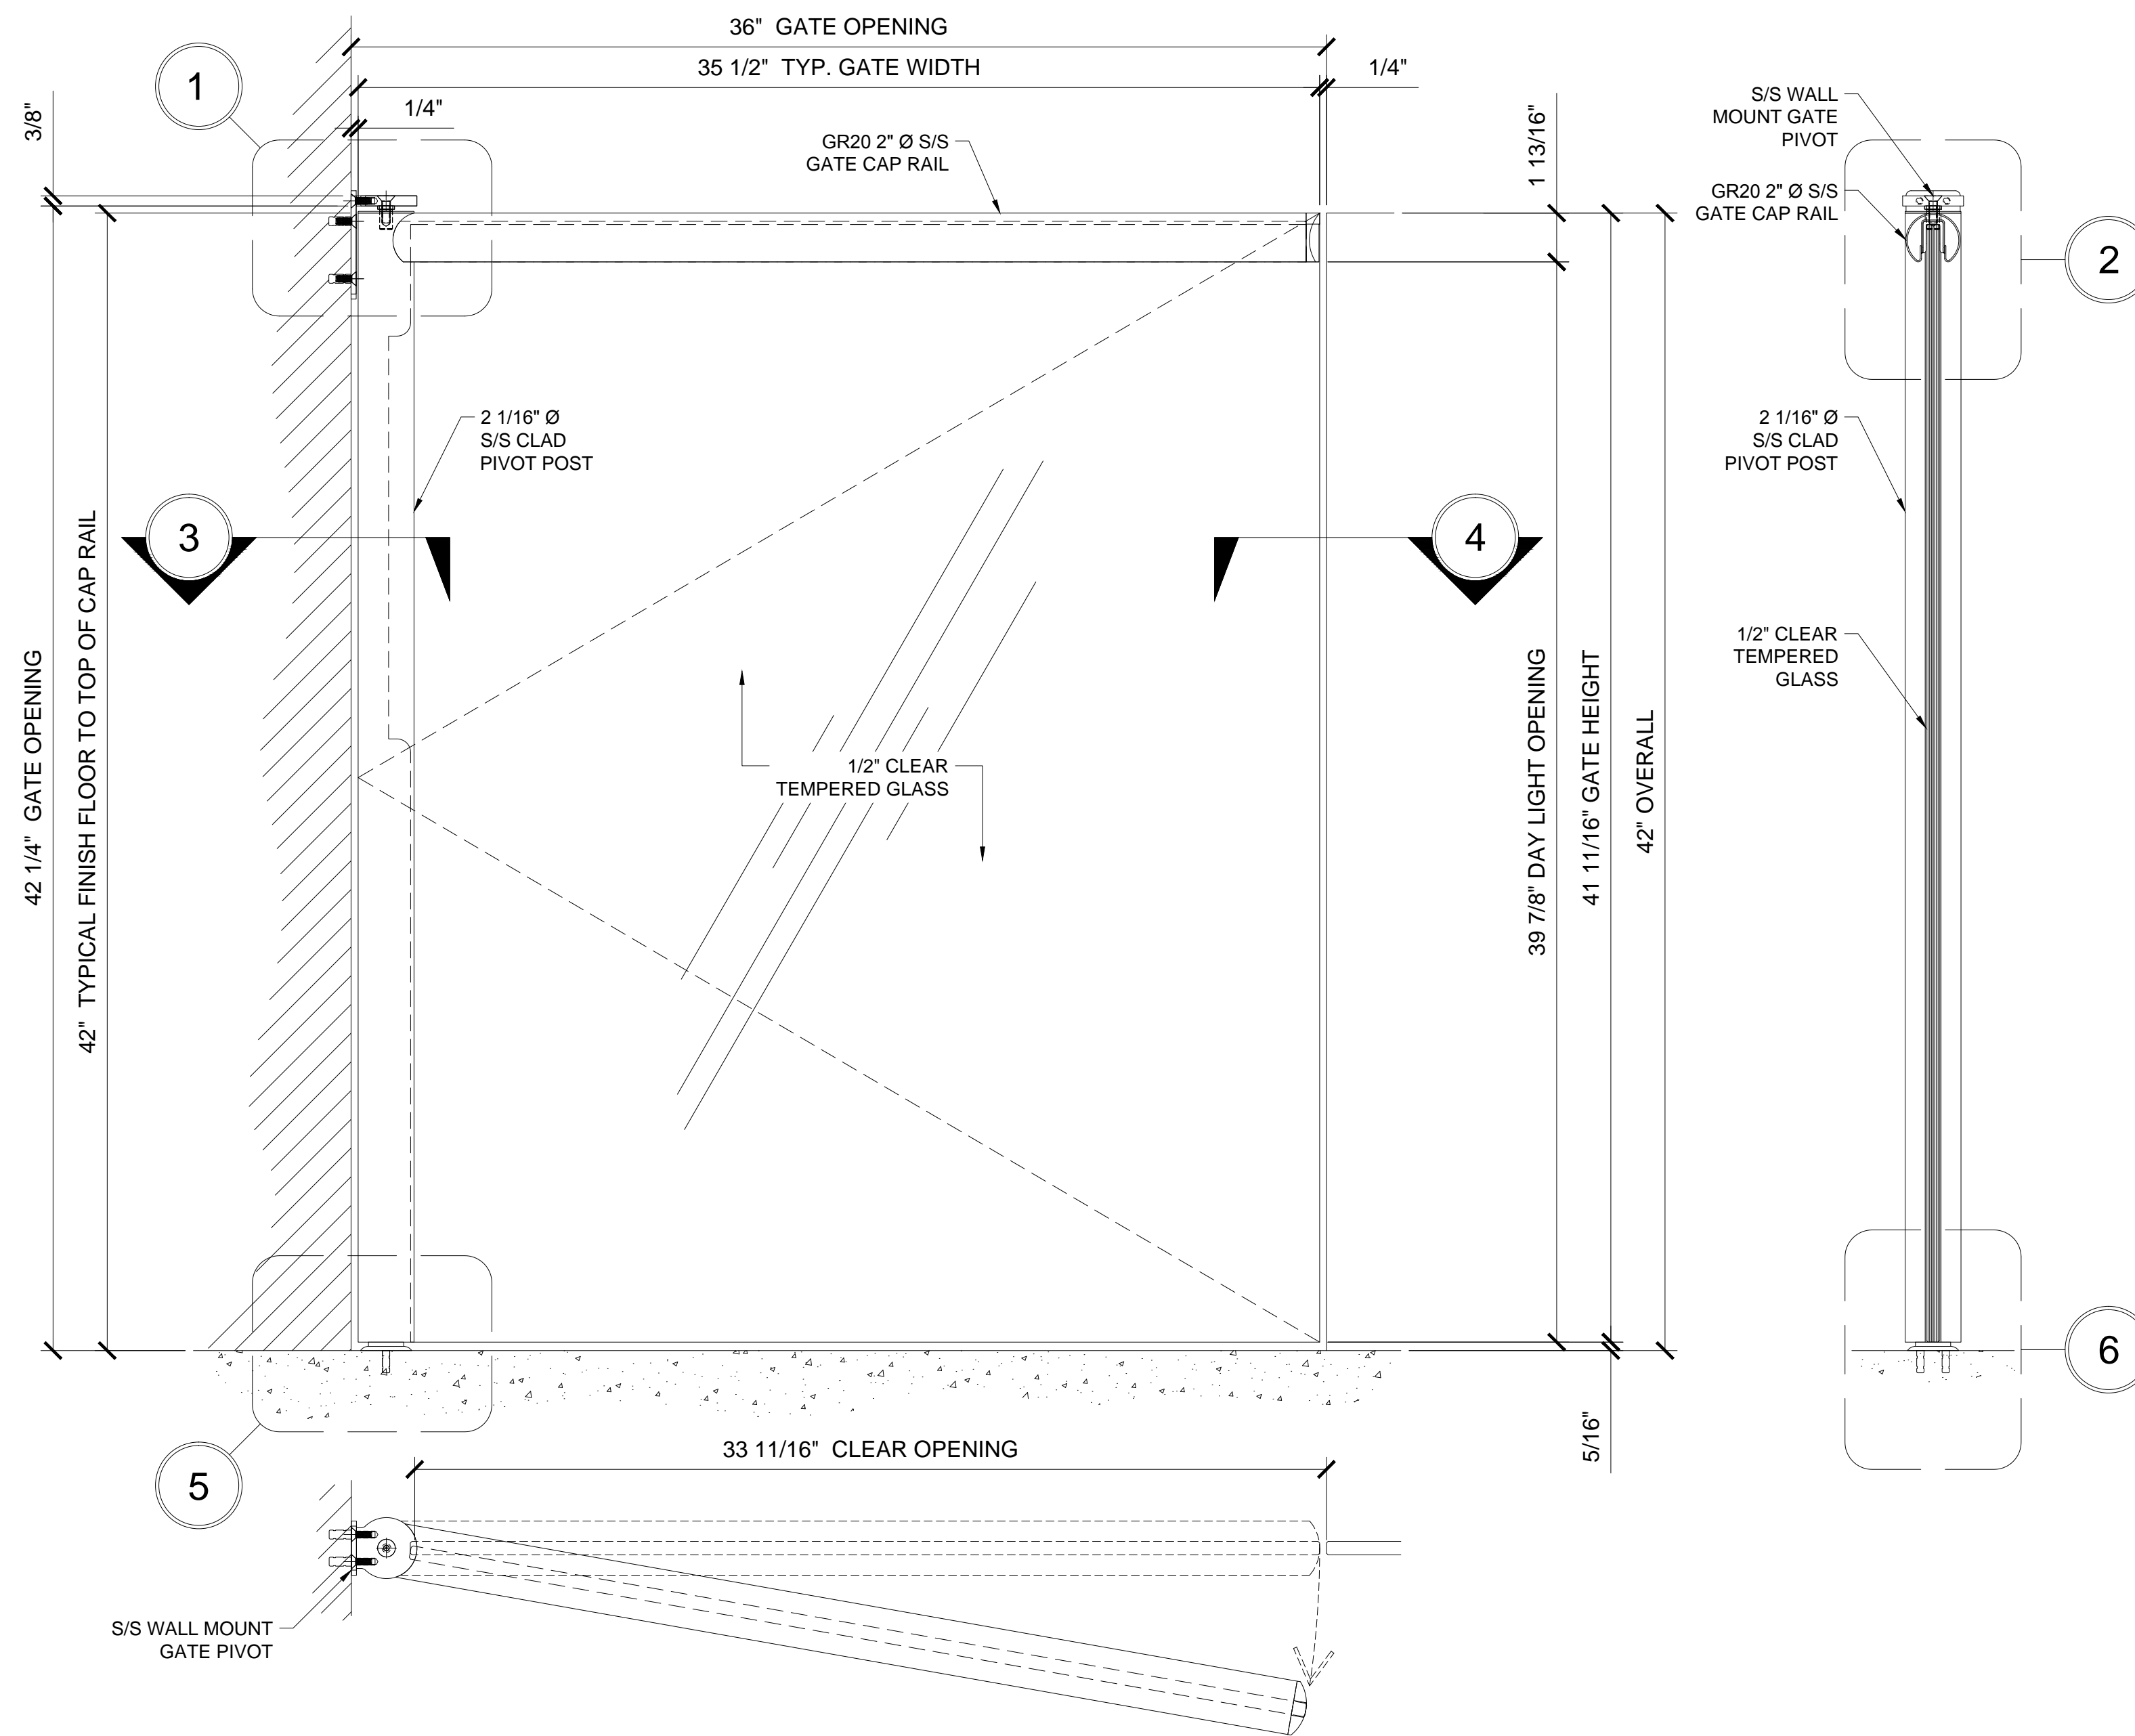 36" GATE OPENING
35 1/2" TYP. GATE WIDTH
1/4"
1/4"
3/8"
1
GR20 2" Ø S/S
GATE CAP RAIL
1 13/16"
S/S WALL
MOUNT GATE
PIVOT
GR20 2" Ø S/S
GATE CAP RAIL
2
2 1/16" Ø
S/S CLAD
PIVOT POST
2 1/16" Ø
S/S CLAD
PIVOT POST
3
4
1/2" CLEAR
TEMPERED
GLASS
42 1/4" GATE OPENING
42" TYPICAL FINISH FLOOR TO TOP OF CAP RAIL
1/2" CLEAR
TEMPERED GLASS
39 7/8" DAY LIGHT OPENING
41 11/16" GATE HEIGHT
42" OVERALL
6
5/16"
33 11/16" CLEAR OPENING
5
S/S WALL MOUNT
GATE PIVOT